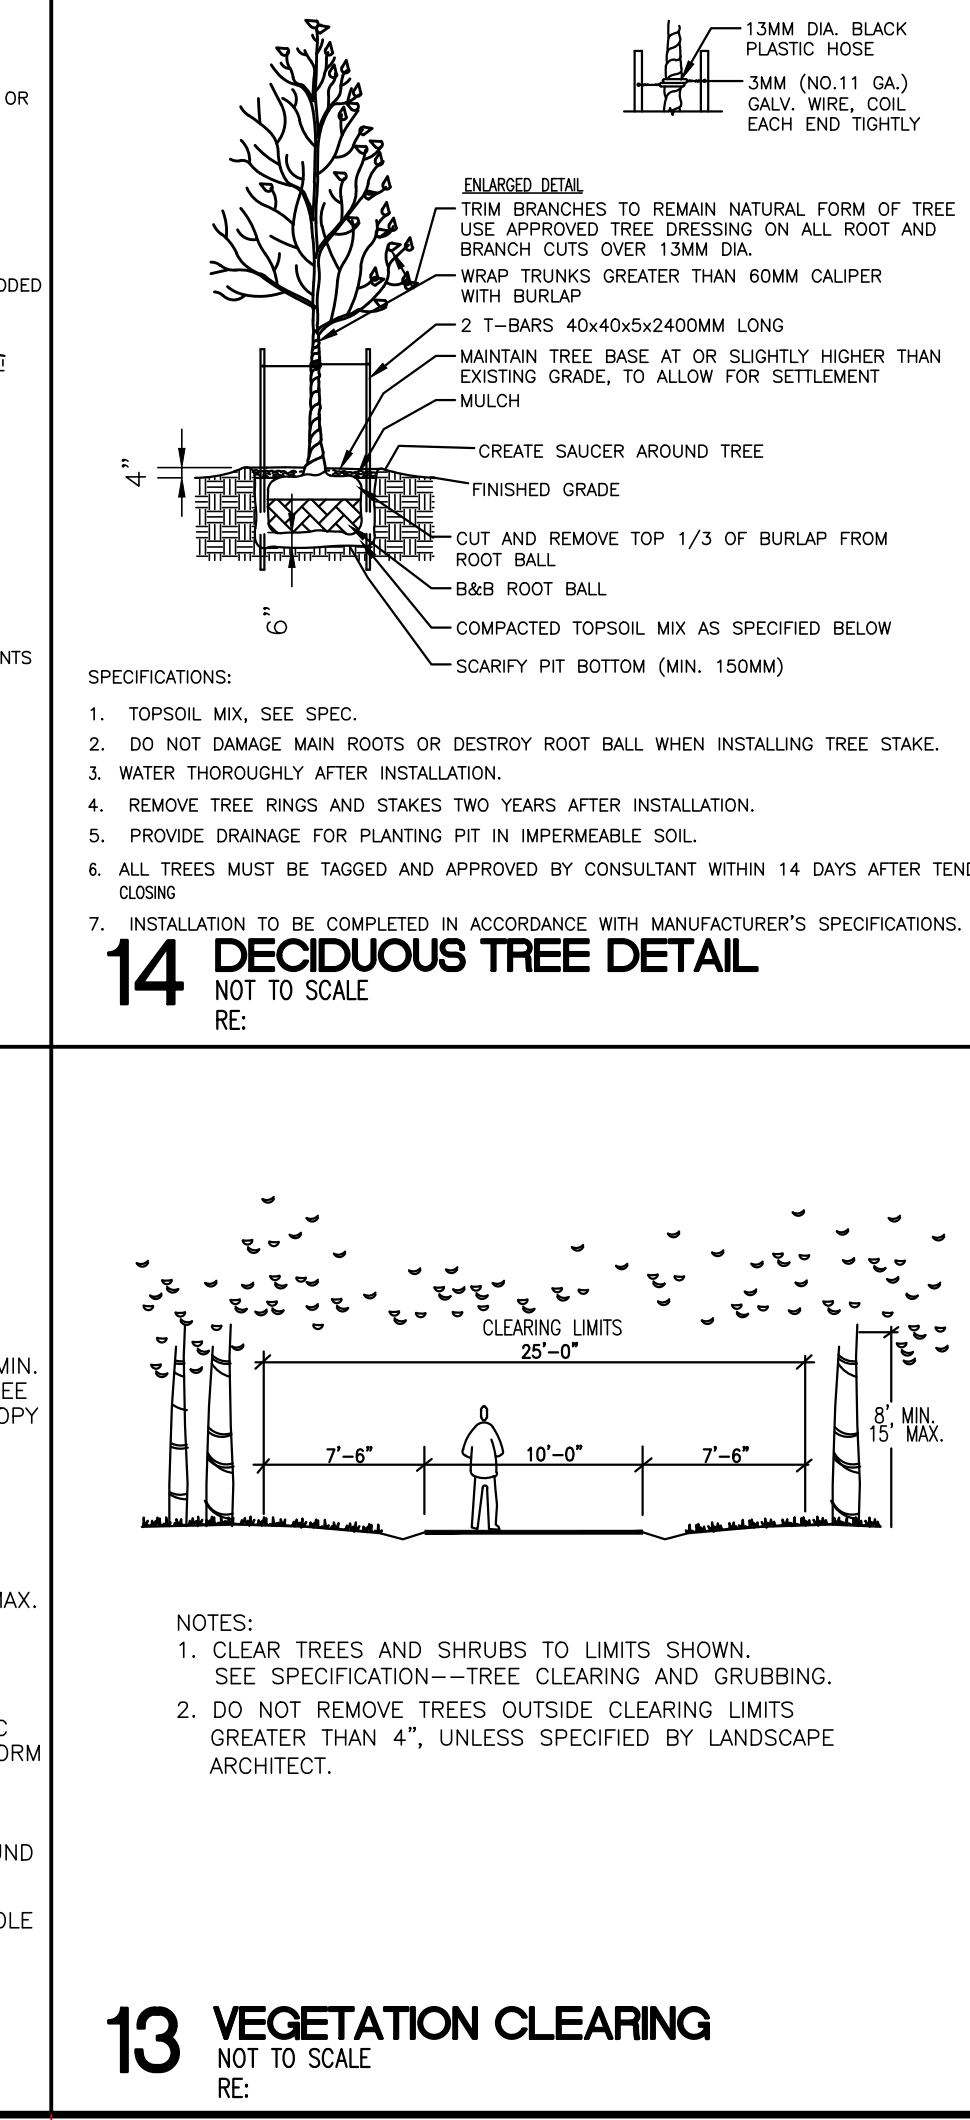 OR
ODED
NTS
13MM DIA. BLACK
PLASTIC HOSE
3MM (NO.11 GA.)
GALV. WIRE, COIL
EACH END TIGHTLY
ENLARGED DETAIL
TRIM BRANCHES TO REMAIN NATURAL FORM OF TREE
USE APPROVED TREE DRESSING ON ALL ROOT AND
BRANCH CUTS OVER 13MM DIA.
WRAP TRUNKS GREATER THAN 60MM CALIPER
WITH BURLAP
2 T-BARS 40x40x5x2400MM LONG
MAINTAIN TREE BASE AT OR SLIGHTLY HIGHER THAN
EXISTING GRADE, TO ALLOW FOR SETTLEMENT
MULCH
CREATE SAUCER AROUND TREE
4"
FINISHED GRADE
CUT AND REMOVE TOP 1/3 OF BURLAP FROM
ROOT BALL
B&B ROOT BALL
6"
COMPACTED TOPSOIL MIX AS SPECIFIED BELOW
SCARIFY PIT BOTTOM (MIN. 150MM)
SPECIFICATIONS:
1. TOPSOIL MIX, SEE SPEC.
2. DO NOT DAMAGE MAIN ROOTS OR DESTROY ROOT BALL WHEN INSTALLING TREE STAKE.
3. WATER THOROUGHLY AFTER INSTALLATION.
4. REMOVE TREE RINGS AND STAKES TWO YEARS AFTER INSTALLATION.
5. PROVIDE DRAINAGE FOR PLANTING PIT IN IMPERMEABLE SOIL.
6. ALL TREES MUST BE TAGGED AND APPROVED BY CONSULTANT WITHIN 14 DAYS AFTER TEND
CLOSING
7. INSTALLATION TO BE COMPLETED IN ACCORDANCE WITH MANUFACTURER'S SPECIFICATIONS.
14 DECIDUOUS TREE DETAIL
NOT TO SCALE
RE:
MIN.
EE
OPY
MAX.
C
ORM
UND
OLE
CLEARING LIMITS
25'-0"
7'-6"
10'-0"
7'-6"
8' MIN.
15' MAX.
NOTES:
1. CLEAR TREES AND SHRUBS TO LIMITS SHOWN.
SEE SPECIFICATION--TREE CLEARING AND GRUBBING.
2. DO NOT REMOVE TREES OUTSIDE CLEARING LIMITS
GREATER THAN 4", UNLESS SPECIFIED BY LANDSCAPE
ARCHITECT.
13 VEGETATION CLEARING
NOT TO SCALE
RE: